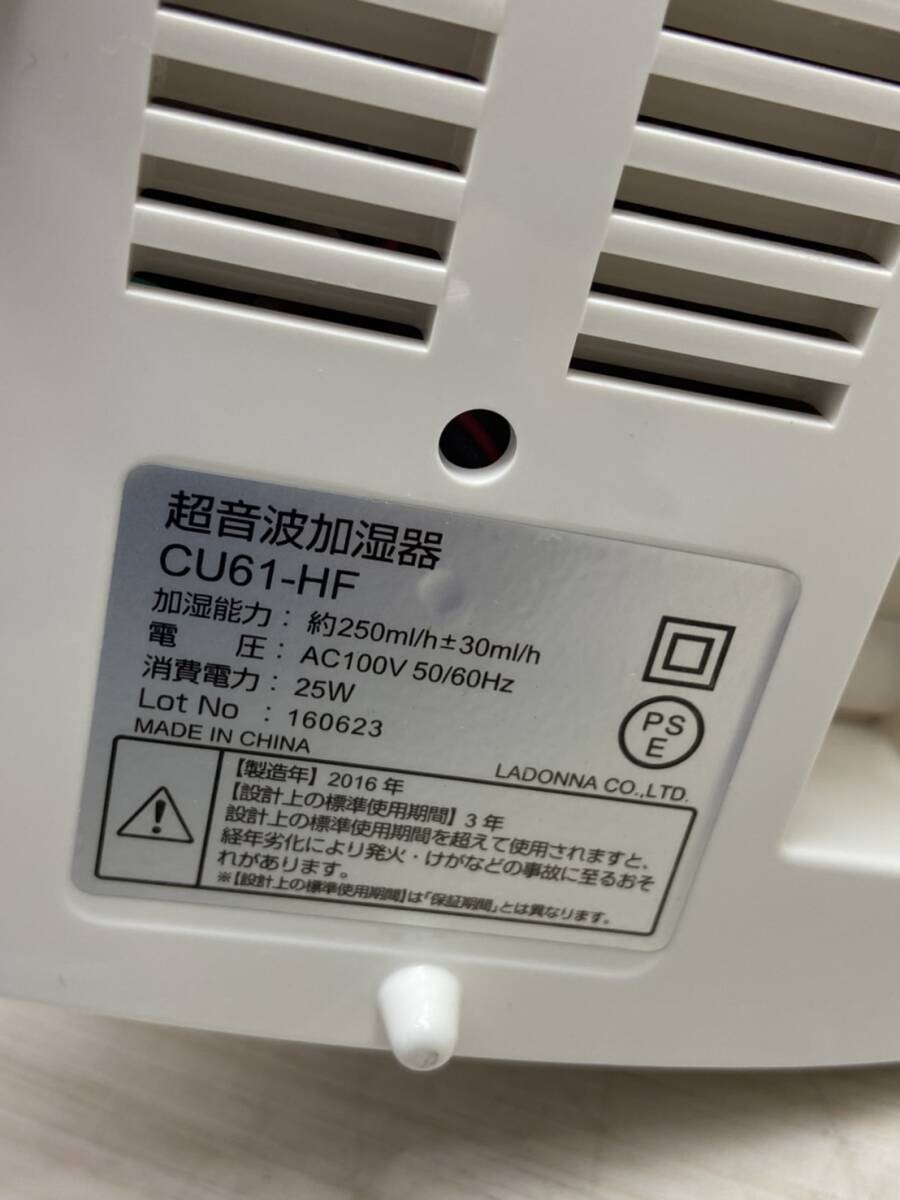 超音波加湿器
CU61-HF
加湿能力：約250ml/h±30ml/h
電　　圧：AC100V 50/60Hz
消費電力：25W
Lot No ：160623
MADE IN CHINA
PS
E
LADONNA CO.,LTD.
【製造年】2016年
【設計上の標準使用期間】3年
設計上の標準使用期間を超えて使用されますと、
経年劣化により発火・けがなどの事故に至るおそ
れがあります。
※【設計上の標準使用期間】は「保証期間」とは異なります。